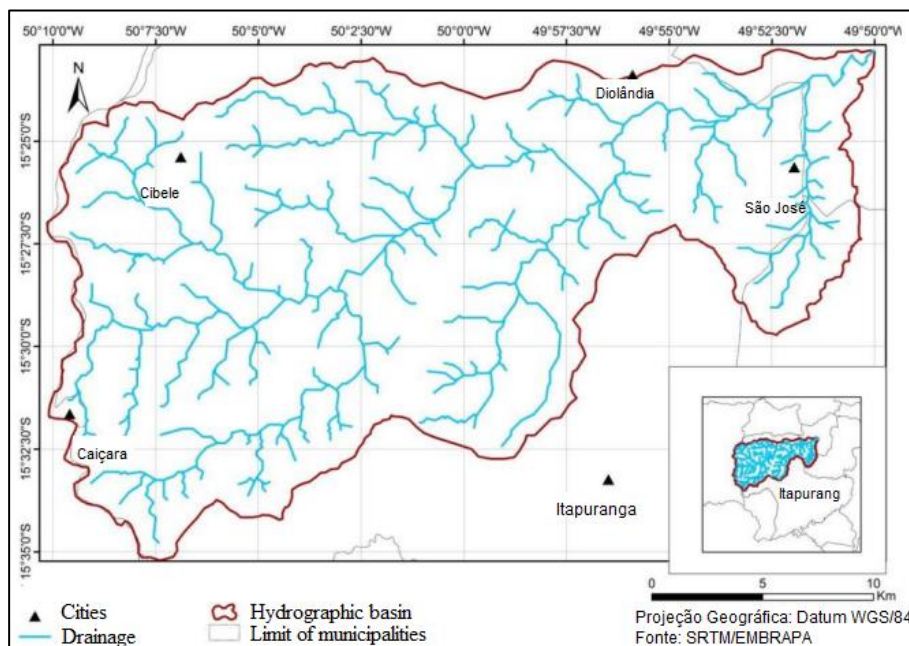 50°10'0"W 50°7'30"W 50°5'0"W 50°2'30"W 50°0'0"W 49°57'30"W 49°55'0"W 49°52'30"W 49°50'0"W
N
Diolândia
15°25'0"S
Cibele
São José
15°27'30"S
15°30'0"S
15°32'30"S
Caiçara
Itapuranga
Itapurang
15°35'0"S
0 5 10
Km
Cities
Hydrographic basin
Drainage
Limit of municipalities
Projeção Geográfica: Datum WGS/84
Fonte: SRTM/EMBRAPA